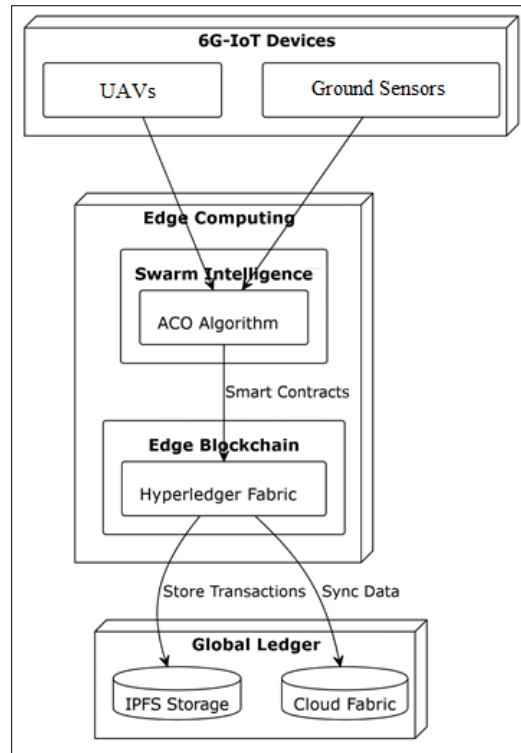 6G-IoT Devices
UAVs
Ground Sensors
Edge Computing
Swarm Intelligence
ACO Algorithm
Smart Contracts
Edge Blockchain
Hyperledger Fabric
Store Transactions
Sync Data
Global Ledger
IPFS Storage
Cloud Fabric